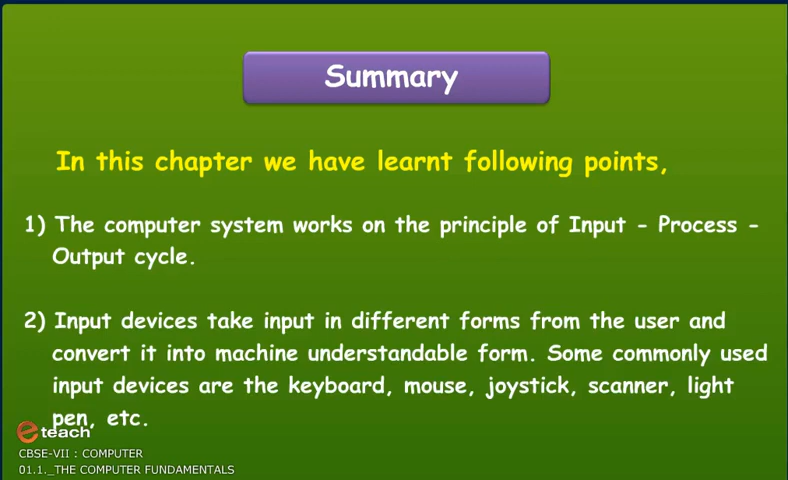 Summary
In this chapter we have learnt following points,
1) The computer system works on the principle of Input - Process -
Output cycle.
2) Input devices take input in different forms from the user and
convert it into machine understandable form. Some commonly used
input devices are the keyboard, mouse, joystick, scanner, light
pen, etc.
e teach
CBSE-VII : COMPUTER
01.1._THE COMPUTER FUNDAMENTALS